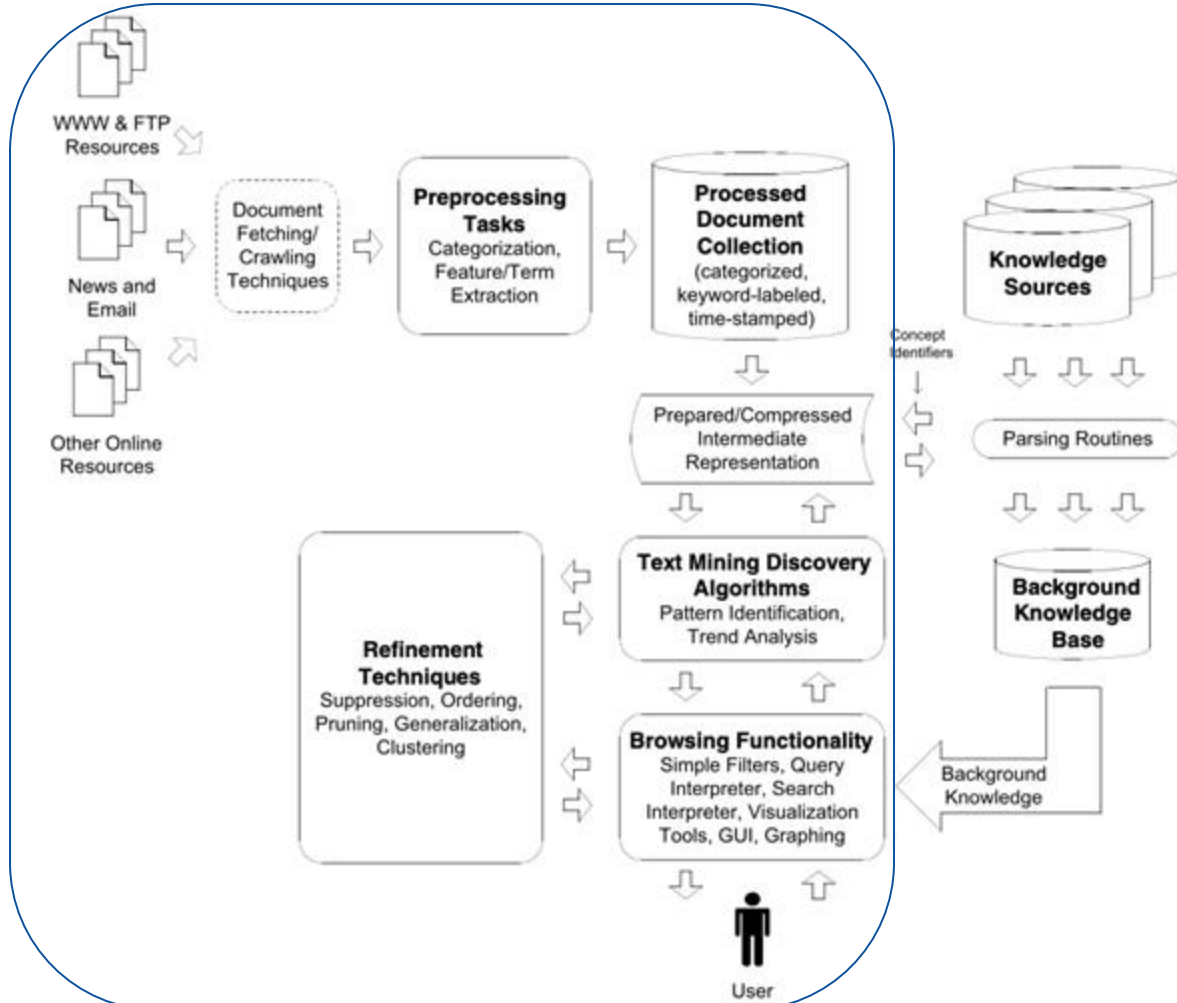 WWW & FTP
Resources
News and
Email
Other Online
Resources
Document
Fetching/
Crawling
Techniques
Preprocessing
Tasks
Categorization,
Feature/Term
Extraction
Processed
Document
Collection
(categorized,
keyword-labeled,
time-stamped)
Knowledge
Sources
Concept
Identifiers
Prepared/Compressed
Intermediate
Representation
Parsing Routines
Text Mining Discovery
Algorithms
Pattern Identification,
Trend Analysis
Background
Knowledge
Base
Refinement
Techniques
Suppression, Ordering,
Pruning, Generalization,
Clustering
Browsing Functionality
Simple Filters, Query
Interpreter, Search
Interpreter, Visualization
Tools, GUI, Graphing
Background
Knowledge
User